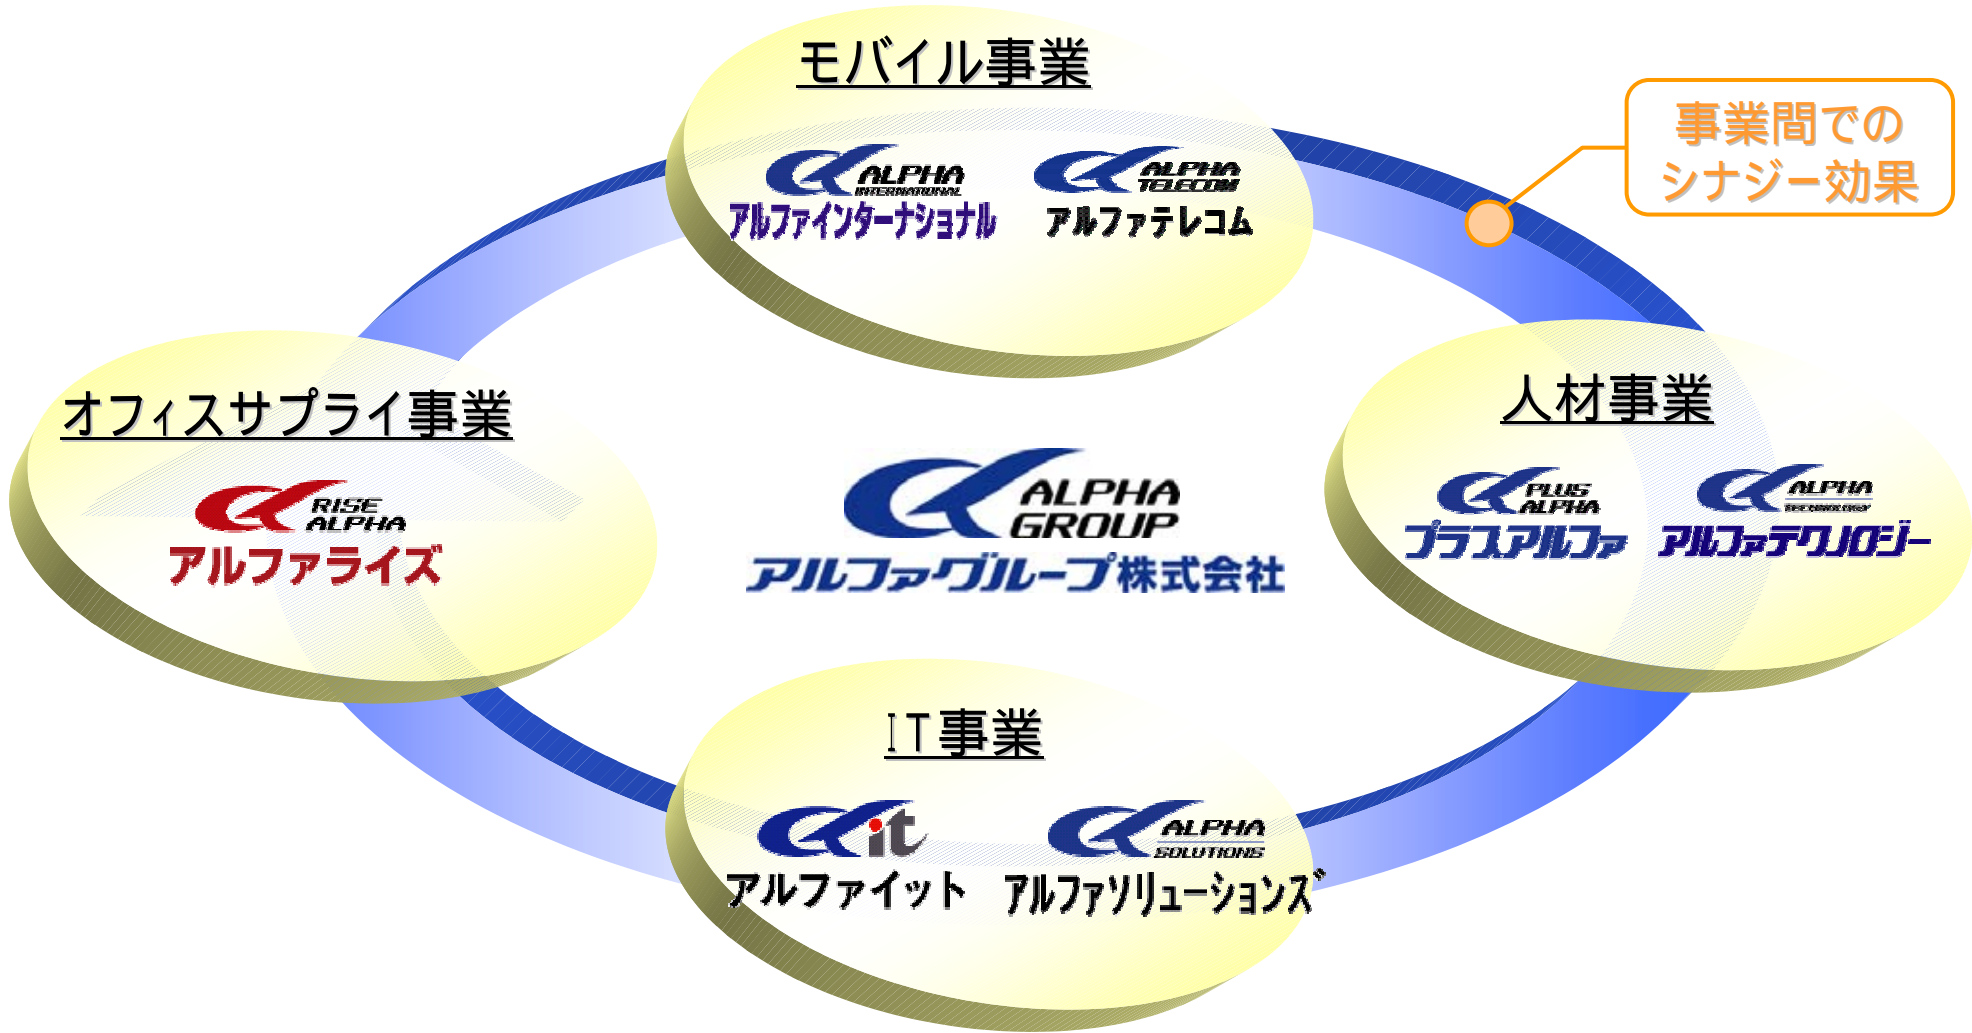 モバイル事業
ALPHA
INTERNATIONAL
アルファインターナショナル
ALPHA
TELECOM
アルファテレコム
事業間での
シナジー効果
オフィスサプライ事業
RISE
ALPHA
アルファライズ
ALPHA
GROUP
アルファグループ株式会社
人材事業
PLUS
ALPHA
プラスアルファ
ALPHA
TECHNOLOGY
アルファテクノロジー
IT事業
it
アルファイット
ALPHA
SOLUTIONS
アルファソリューションズ